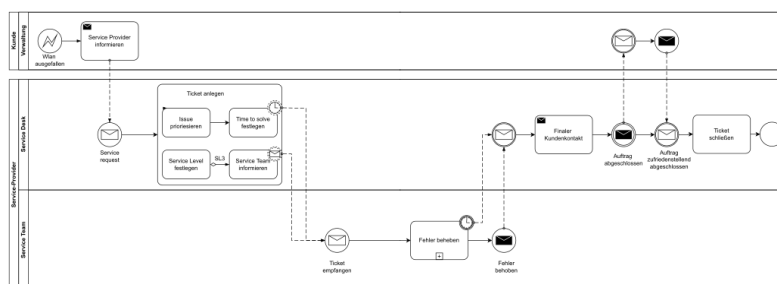 Kunde
Verwaltung
Wlan
ausgefallen
Service Provider
informieren
Service-Provider
Service Desk
Service
request
Ticket anlegen
Issue
prioriesieren
Time to solve
festlegen
Service Level
festlegen
SL3
Service Team
informieren
Finaler
Kundenkontakt
Auftrag
abgeschlossen
Auftrag
zufriedenstellend
abgeschlossen
Ticket
schließen
Service Team
Ticket
empfangen
Fehler beheben
Fehler
behoben